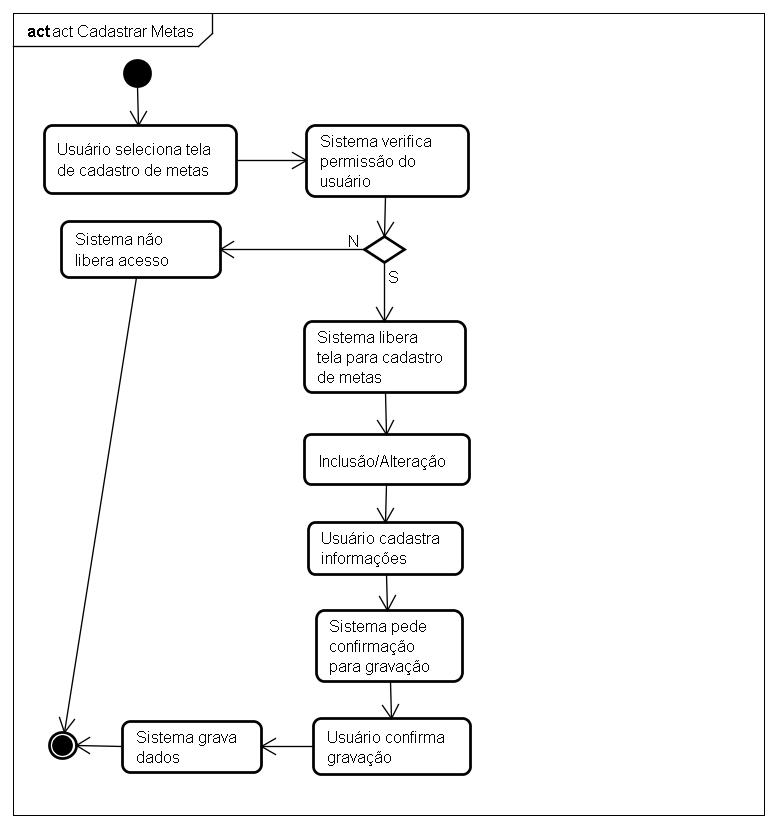 act act Cadastrar Metas
Usuário seleciona tela
de cadastro de metas
Sistema verifica
permissão do
usuário
Sistema não
libera acesso
N
S
Sistema libera
tela para cadastro
de metas
Inclusão/Alteração
Usuário cadastra
informações
Sistema pede
confirmação
para gravação
Usuário confirma
gravação
Sistema grava
dados